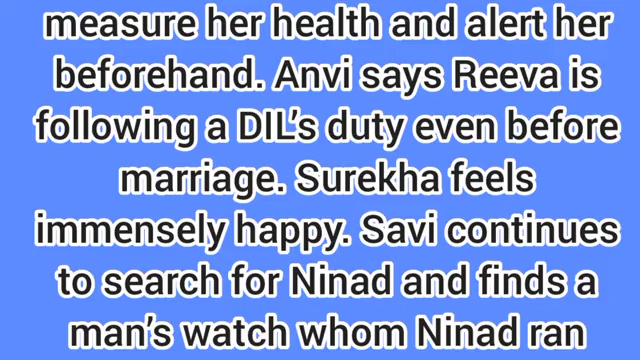 measure her health and alert her
beforehand. Anvi says Reeva is
following a DIL’s duty even before
marriage. Surekha feels
immensely happy. Savi continues
to search for Ninad and finds a
man’s watch whom Ninad ran